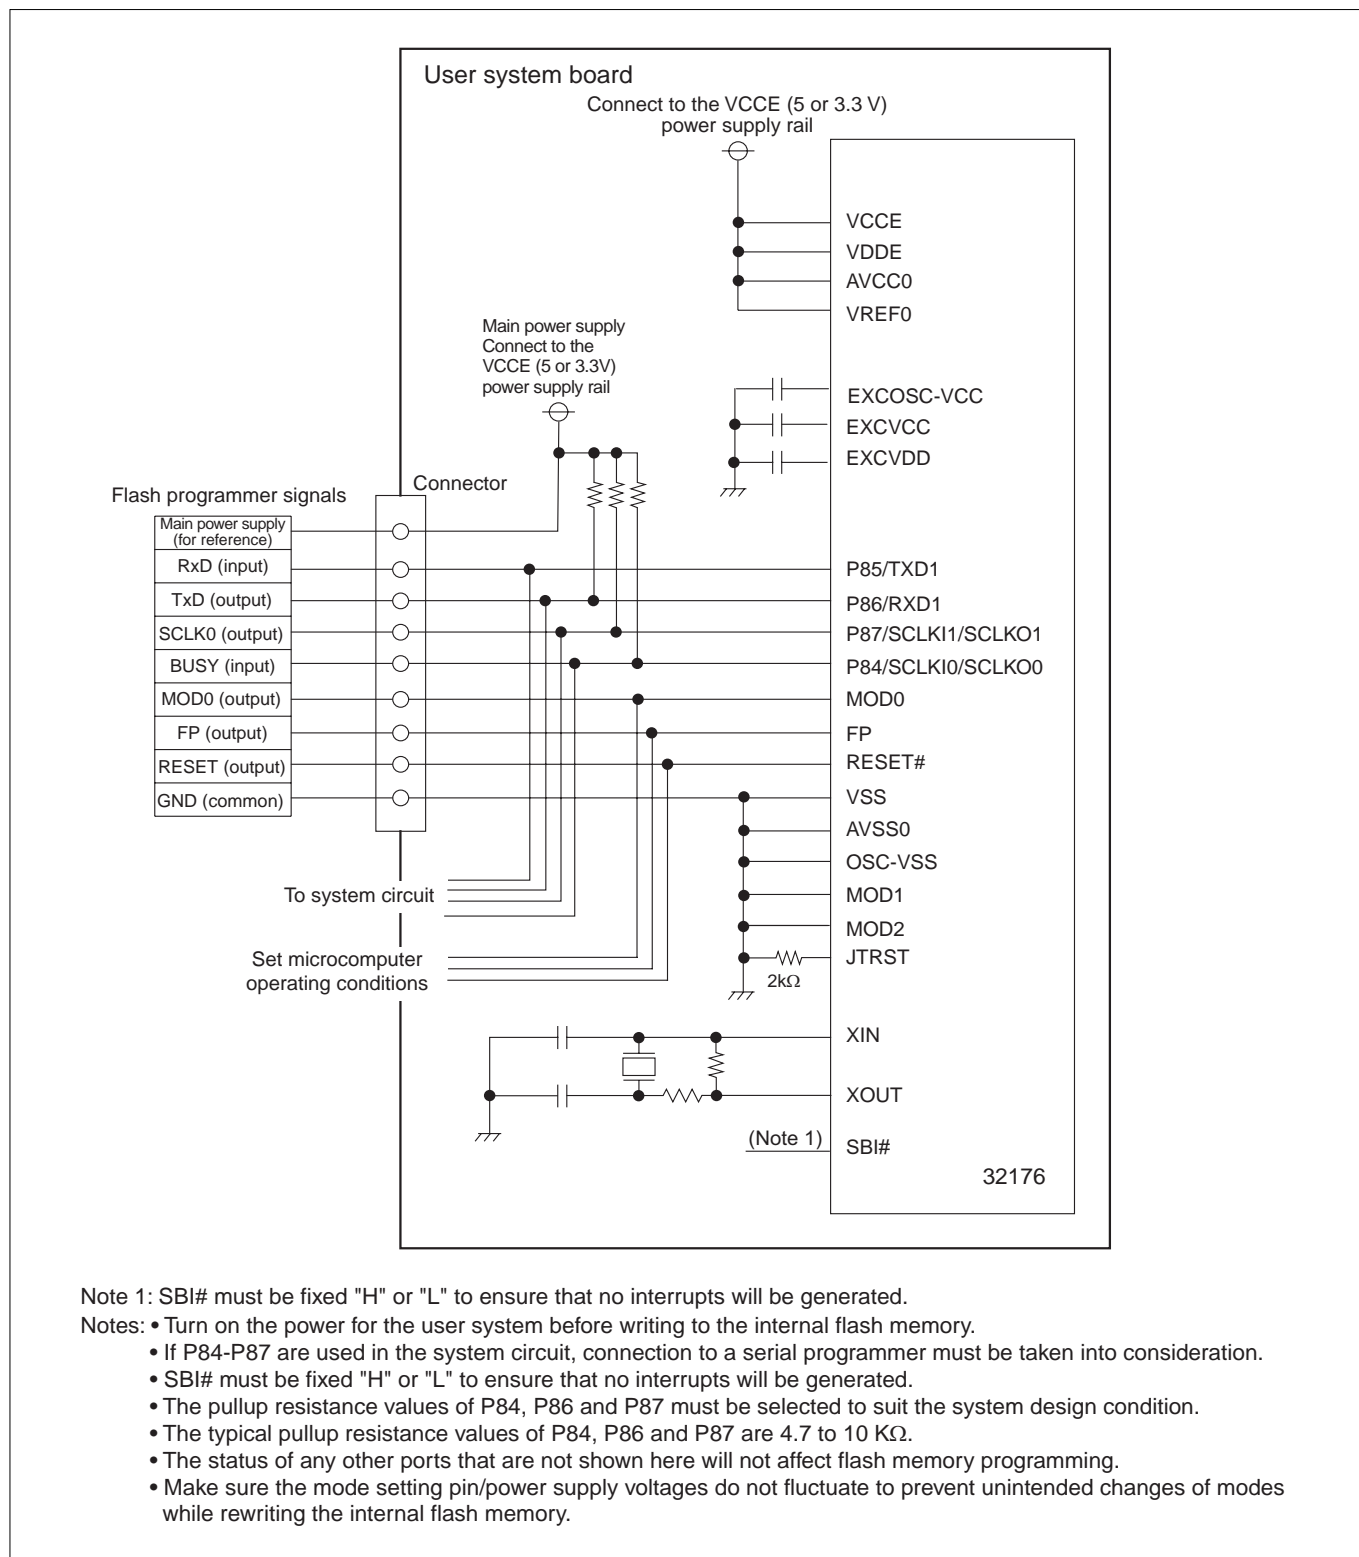 User system board
Connect to the VCCE (5 or 3.3 V)
power supply rail
VCCE
VDDE
AVCC0
VREF0
Main power supply
Connect to the
VCCE (5 or 3.3V)
power supply rail
EXCOSC-VCC
EXCVCC
EXCVDD
Connector
Flash programmer signals
Main power supply
(for reference)
RxD (input)
P85/TXD1
TxD (output)
P86/RXD1
SCLK0 (output)
P87/SCLKI1/SCLKO1
BUSY (input)
P84/SCLKI0/SCLKO0
MOD0 (output)
MOD0
FP (output)
FP
RESET (output)
RESET#
GND (common)
VSS
AVSS0
OSC-VSS
To system circuit
MOD1
MOD2
Set microcomputer
operating conditions
JTRST
2kΩ
XIN
XOUT
(Note 1)
SBI#
32176
Note 1: SBI# must be fixed "H" or "L" to ensure that no interrupts will be generated.
Notes: • Turn on the power for the user system before writing to the internal flash memory.
• If P84-P87 are used in the system circuit, connection to a serial programmer must be taken into consideration.
• SBI# must be fixed "H" or "L" to ensure that no interrupts will be generated.
• The pullup resistance values of P84, P86 and P87 must be selected to suit the system design condition.
• The typical pullup resistance values of P84, P86 and P87 are 4.7 to 10 KΩ.
• The status of any other ports that are not shown here will not affect flash memory programming.
• Make sure the mode setting pin/power supply voltages do not fluctuate to prevent unintended changes of modes
while rewriting the internal flash memory.